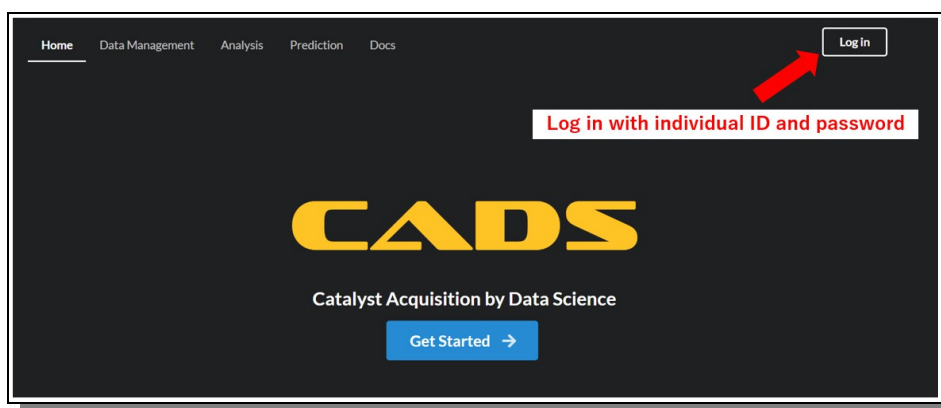 Home Data Management Analysis Prediction Docs Log in
Log in with individual ID and password
CADS
Catalyst Acquisition by Data Science
Get Started →